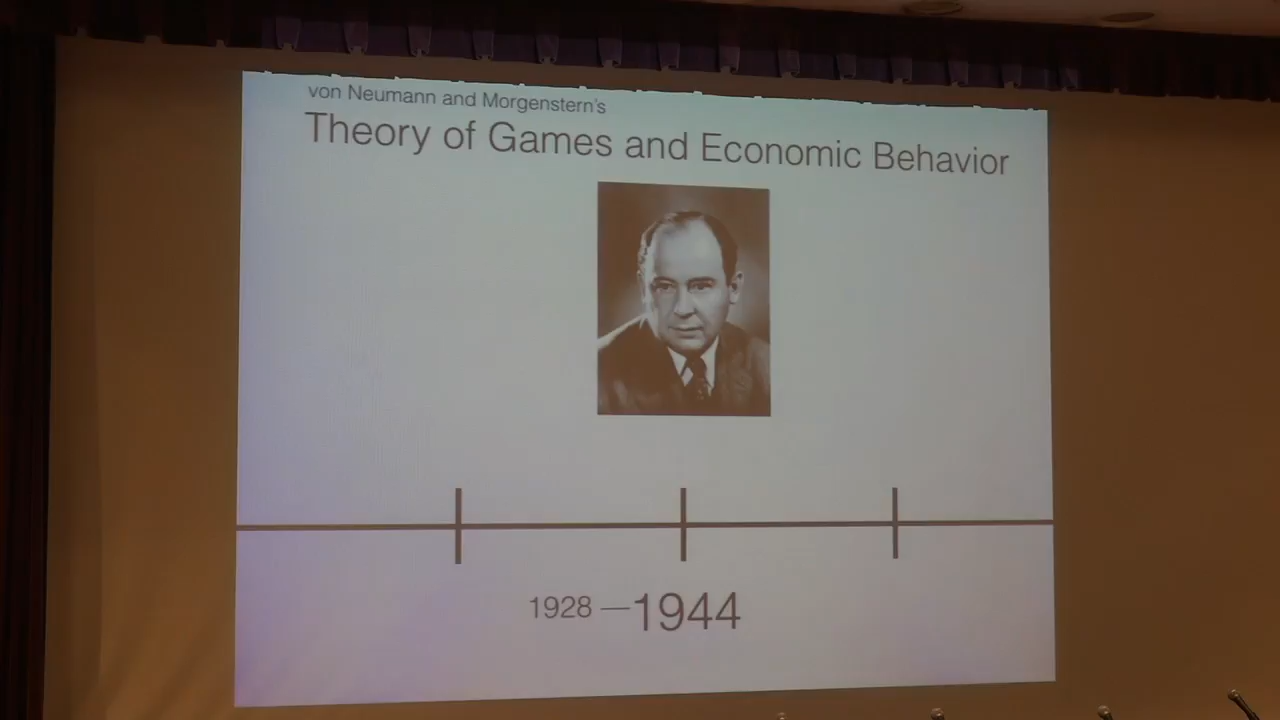 von Neumann and Morgenstern's
Theory of Games and Economic Behavior
1928 — 1944